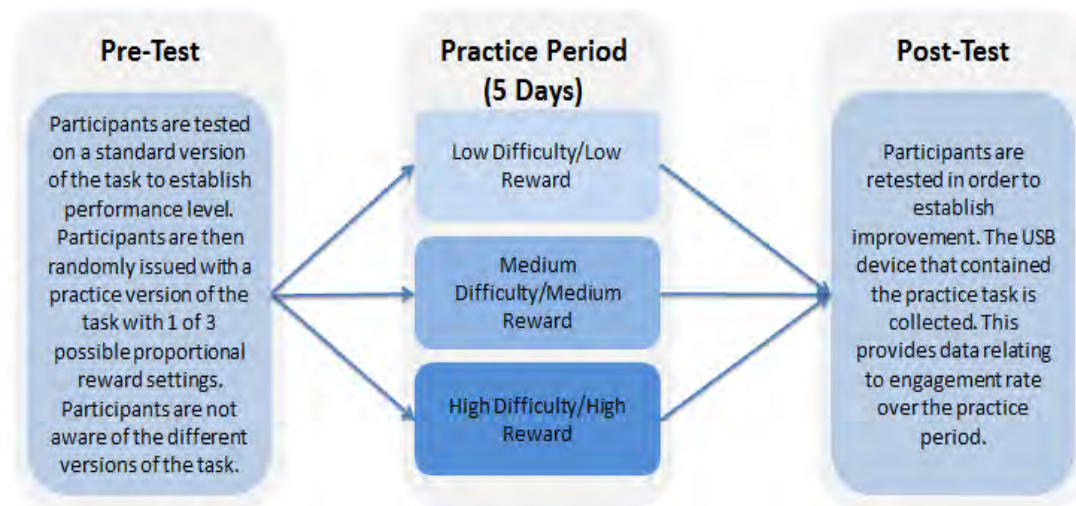 Pre-Test
Participants are tested
on a standard version
of the task to establish
performance level.
Participants are then
randomly issued with a
practice version of the
task with 1 of 3
possible proportional
reward settings.
Participants are not
aware of the different
versions of the task.
Practice Period
(5 Days)
Low Difficulty/Low
Reward
Medium
Difficulty/Medium
Reward
High Difficulty/High
Reward
Post-Test
Participants are
retested in order to
establish
improvement. The USB
device that contained
the practice task is
collected. This
provides data relating
to engagement rate
over the practice
period.